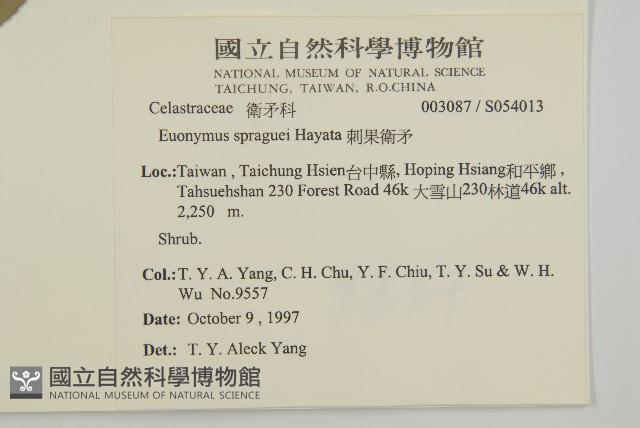 國立自然科學博物館
NATIONAL MUSEUM OF NATURAL SCIENCE
TAICHUNG, TAIWAN, R.O.CHINA
Celastraceae 衛矛科 003087 / S054013
Euonymus spraguei Hayata 刺果衛矛
Loc.:Taiwan , Taichung Hsien台中縣, Hoping Hsiang和平鄉 ,
Tahsuehshan 230 Forest Road 46k 大雪山230林道46k alt.
2,250 m.
Shrub.
Col.:T. Y. A. Yang, C. H. Chu, Y. F. Chiu, T. Y. Su & W. H.
Wu No.9557
Date: October 9 , 1997
Det.: T. Y. Aleck Yang
國立自然科學博物館
NATIONAL MUSEUM OF NATURAL SCIENCE